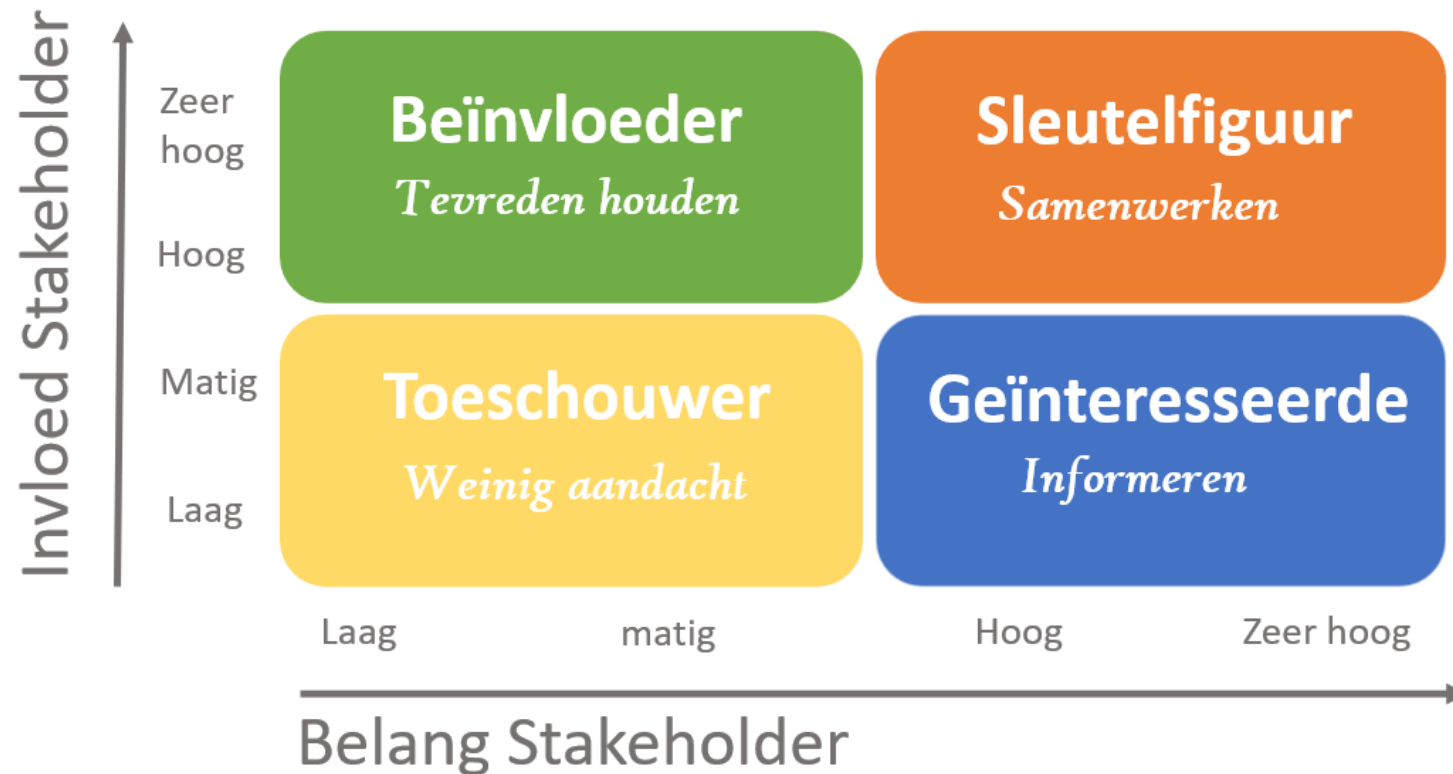 Invloed Stakeholder
Zeer
hoog
Hoog
Matig
Laag
Beïnvloeder
Tevreden houden
Sleutelfiguur
Samenwerken
Toeschouwer
Weinig aandacht
Geïnteresseerde
Informeren
Laag
matig
Hoog
Zeer hoog
Belang Stakeholder